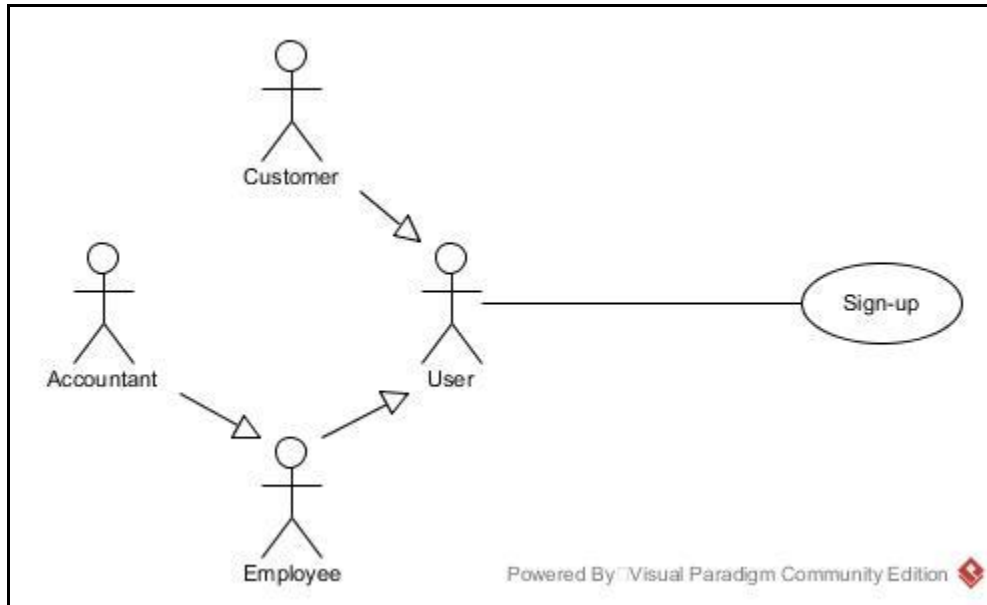 Customer
Accountant
User
Sign-up
Employee
Powered By Visual Paradigm Community Edition